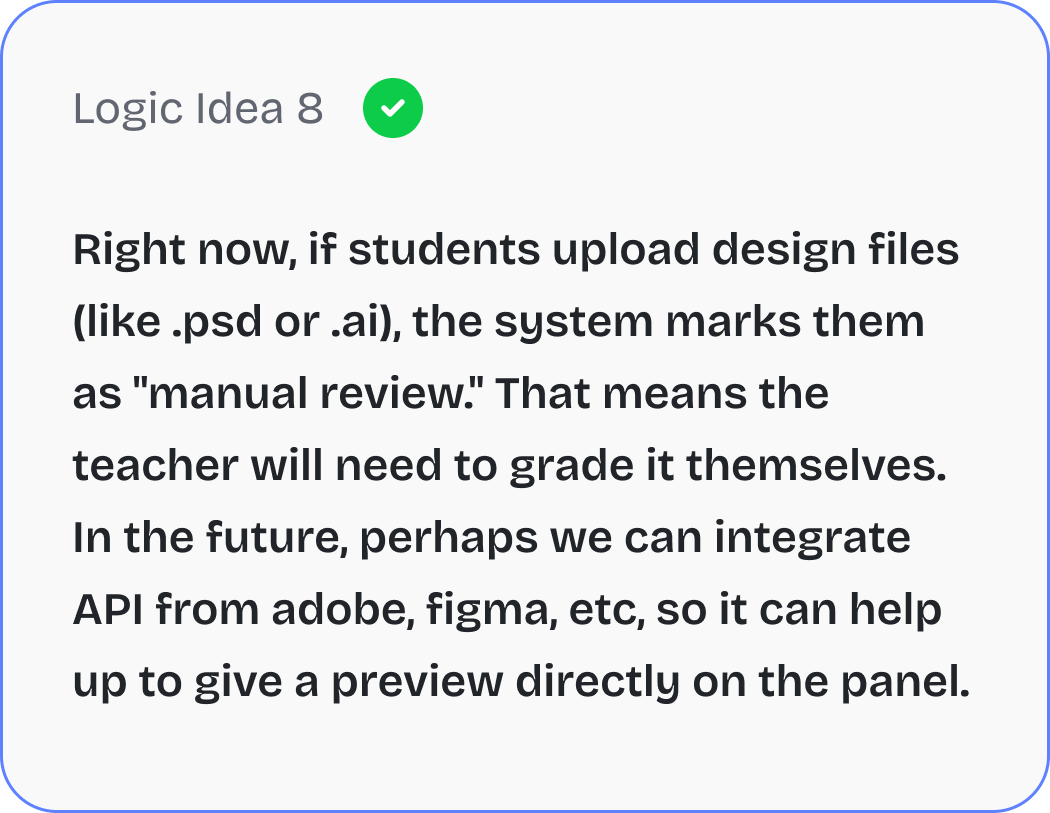 Logic Idea 8
Right now, if students upload design files
(like .psd or .ai), the system marks them
as "manual review." That means the
teacher will need to grade it themselves.
In the future, perhaps we can integrate
API from adobe, figma, etc, so it can help
up to give a preview directly on the panel.